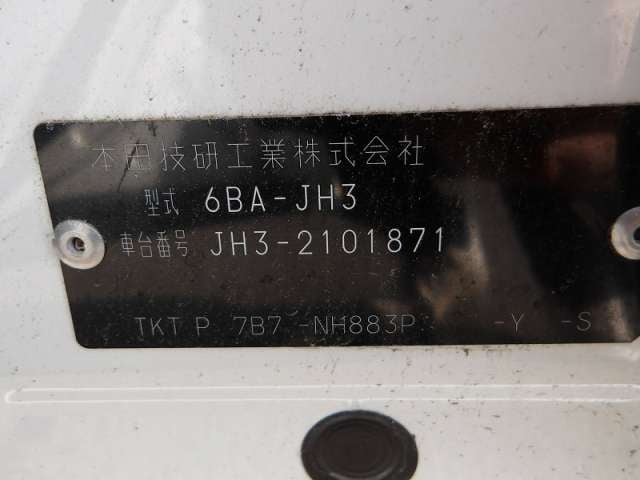 本田技研工業株式会社
型式 6BA-JH3
車台番号 JH3-2101871
TKT P 7B7 -NH883P -Y -S